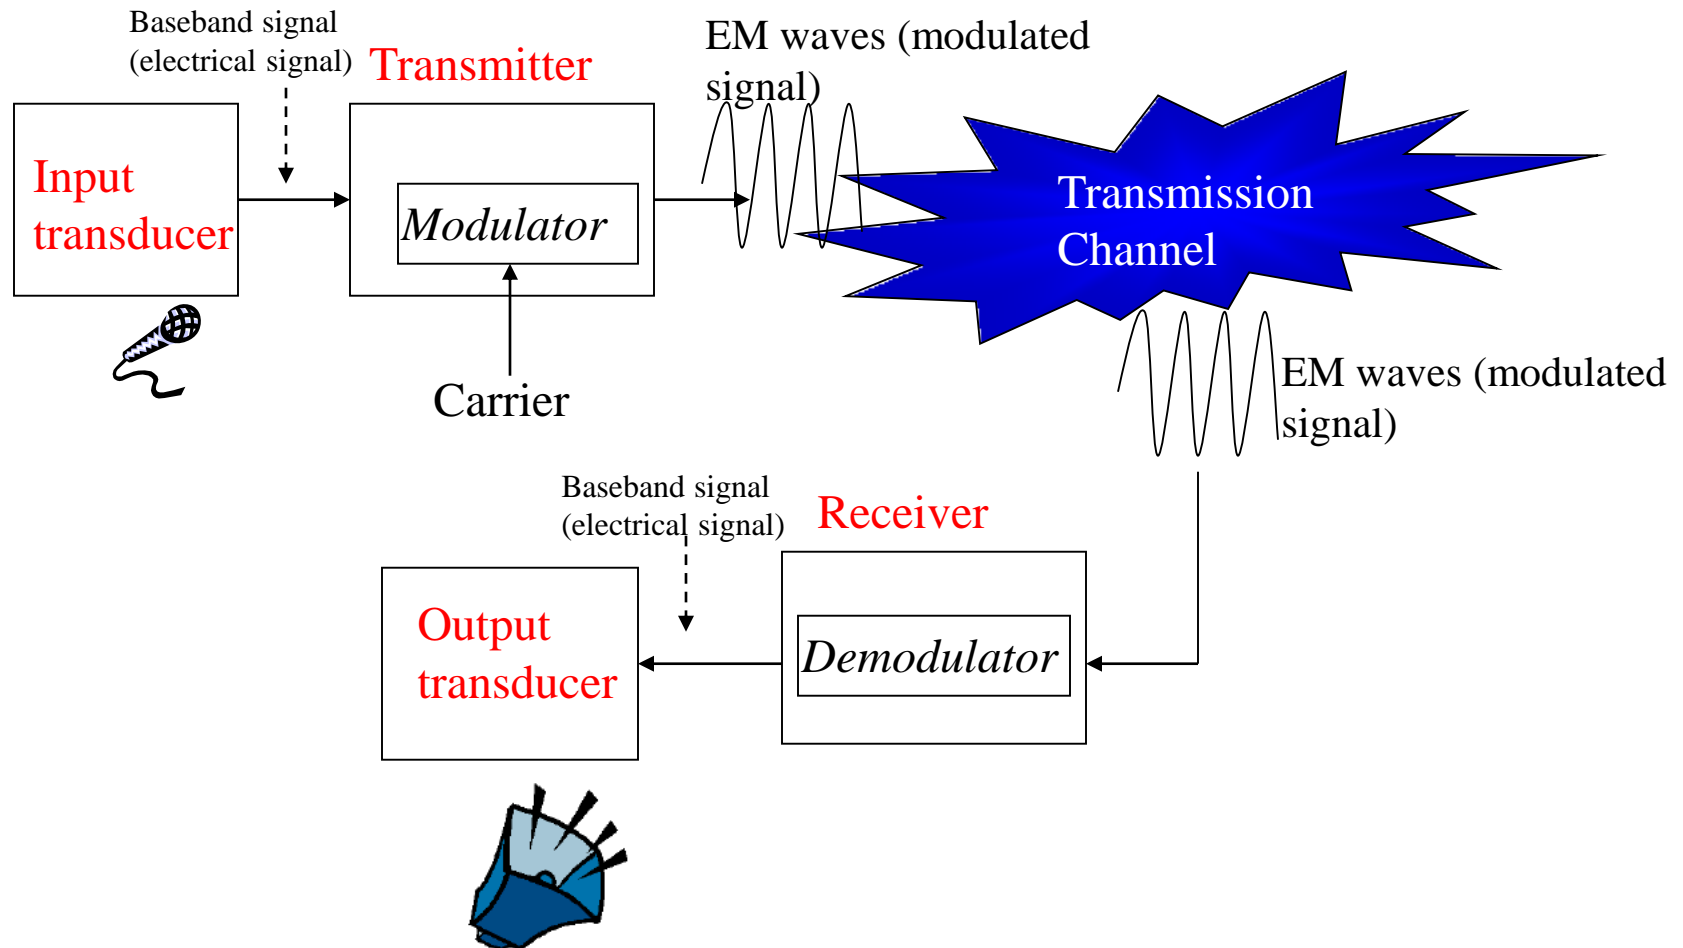 Baseband signal
(electrical signal)
Transmitter
EM waves (modulated
signal)
Input
transducer
Modulator
Transmission
Channel
Carrier
EM waves (modulated
signal)
Baseband signal
(electrical signal)
Receiver
Output
transducer
Demodulator